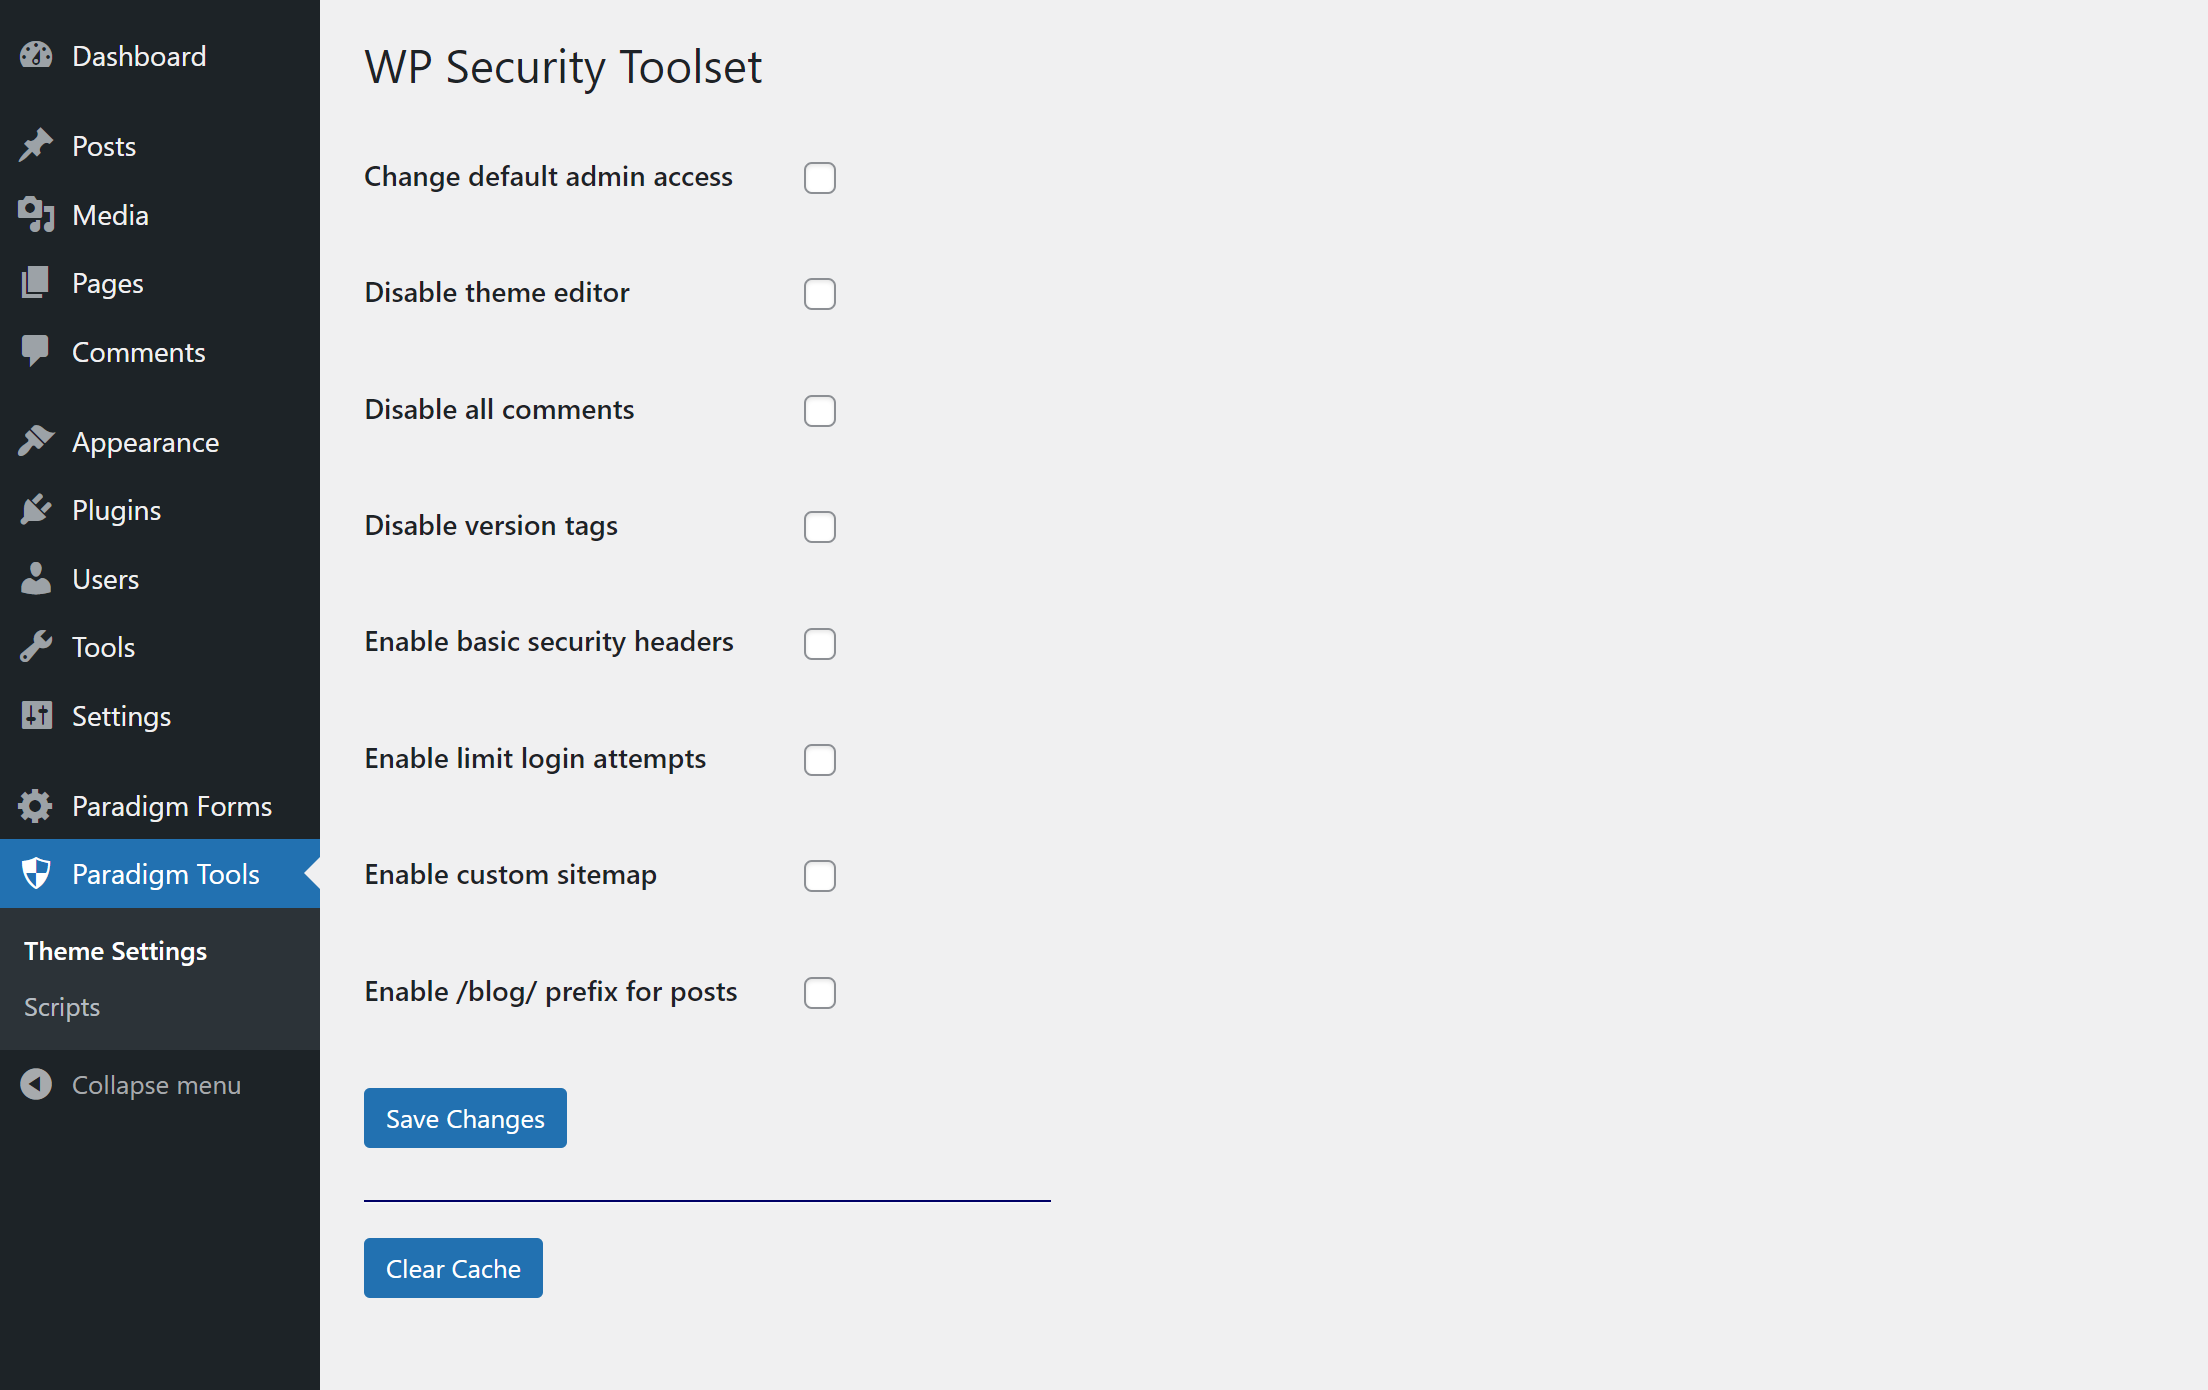 Dashboard
Posts
Media
Pages
Comments
Appearance
Plugins
Users
Tools
Settings
Paradigm Forms
Paradigm Tools
Theme Settings
Scripts
Collapse menu
WP Security Toolset
Change default admin access
Disable theme editor
Disable all comments
Disable version tags
Enable basic security headers
Enable limit login attempts
Enable custom sitemap
Enable /blog/ prefix for posts
Save Changes
Clear Cache